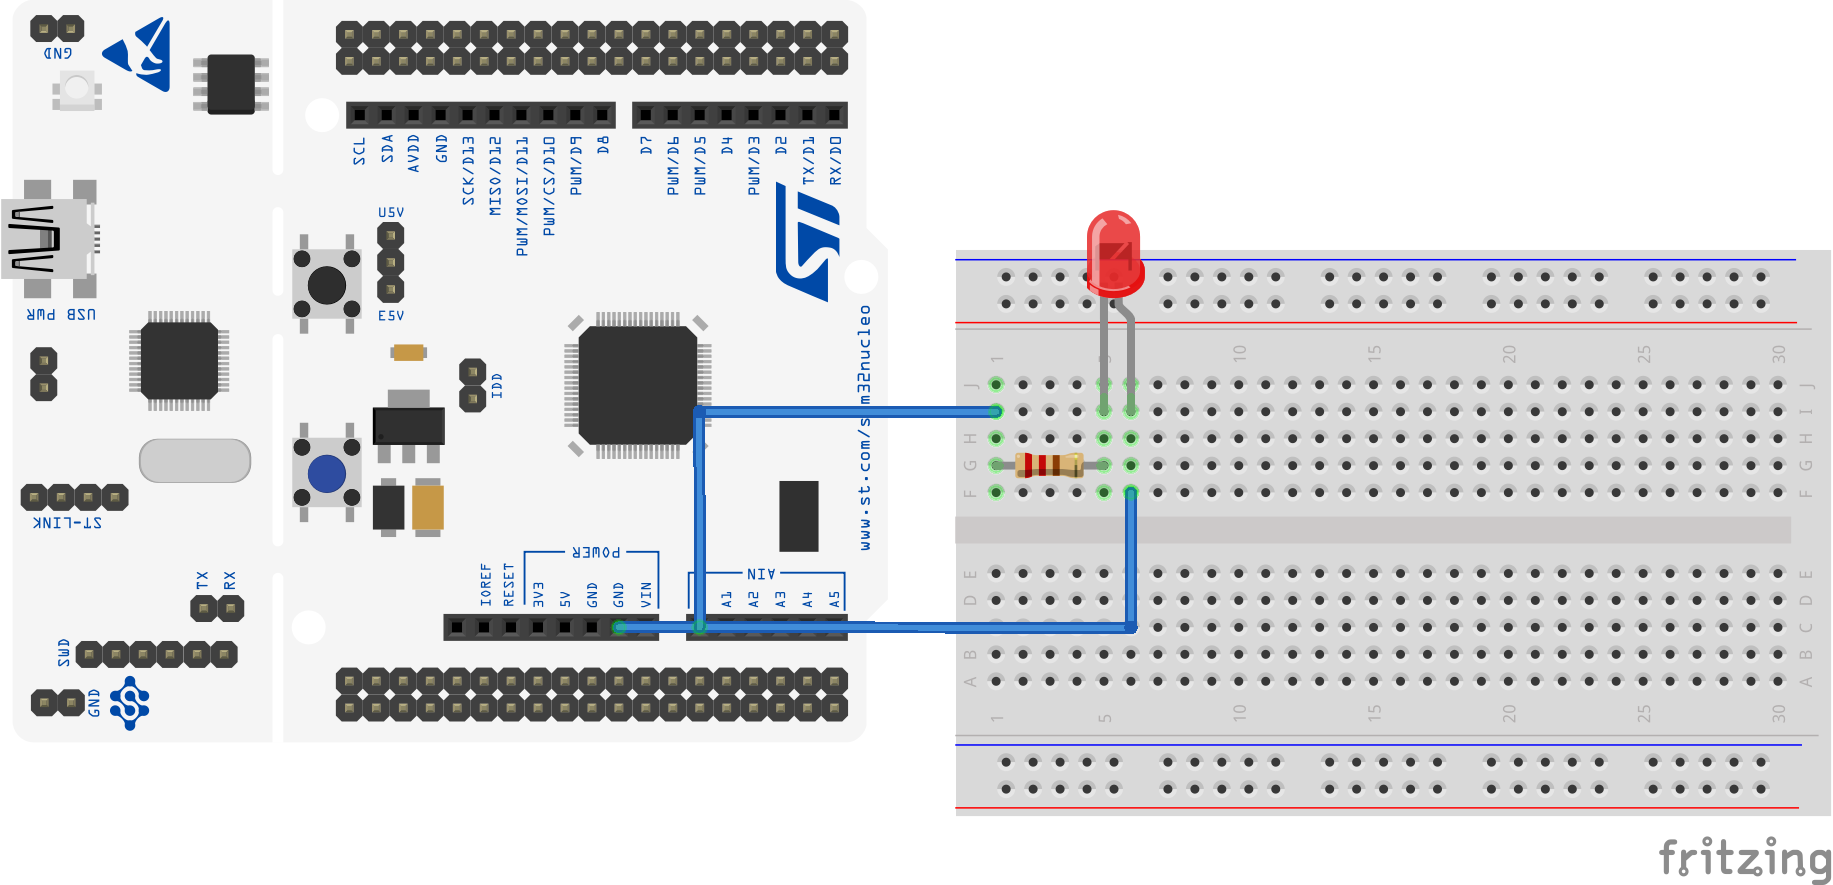 GND
SCL
SDA
AVDD
GND
SCK/D13
MISO/D12
PWM/MOSI/D11
PWM/CS/D10
PWM/D9
D8
D7
PWM/D6
PWM/D5
D4
PWM/D3
D2
TX/D1
RX/D0
U5V
E5V
USB PWR
IDD
ST-LINK
TX
RX
SWD
GND
POWER
IOREF
RESET
3V3
5V
GND
GND
VIN
AIN
A1
A2
A3
A4
A5
www.st.com/stm32nucleo
ST
1
10
15
20
25
30
J
I
H
G
F
J
I
H
G
F
E
D
C
B
A
E
D
C
B
A
1
5
10
15
20
25
30
fritzing